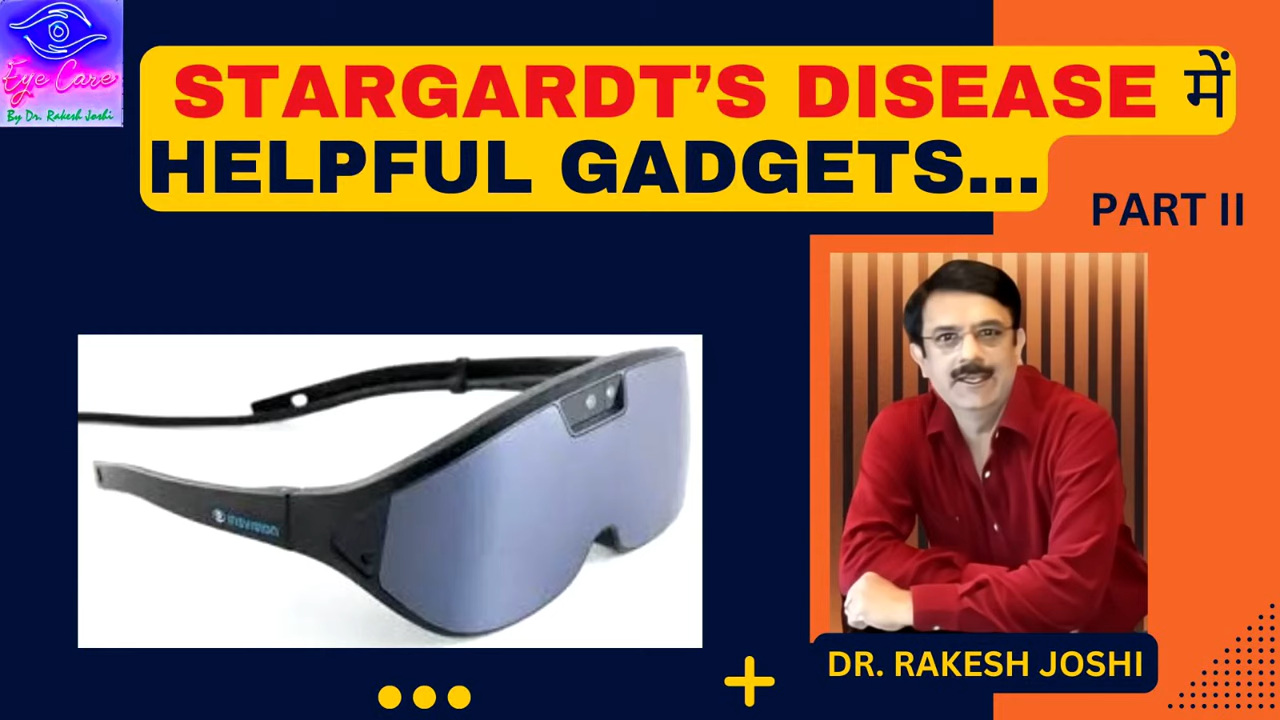 Eye Care
By Dr. Rakesh Joshi
STARGARDT’S DISEASE में
HELPFUL GADGETS...
PART II
DR. RAKESH JOSHI